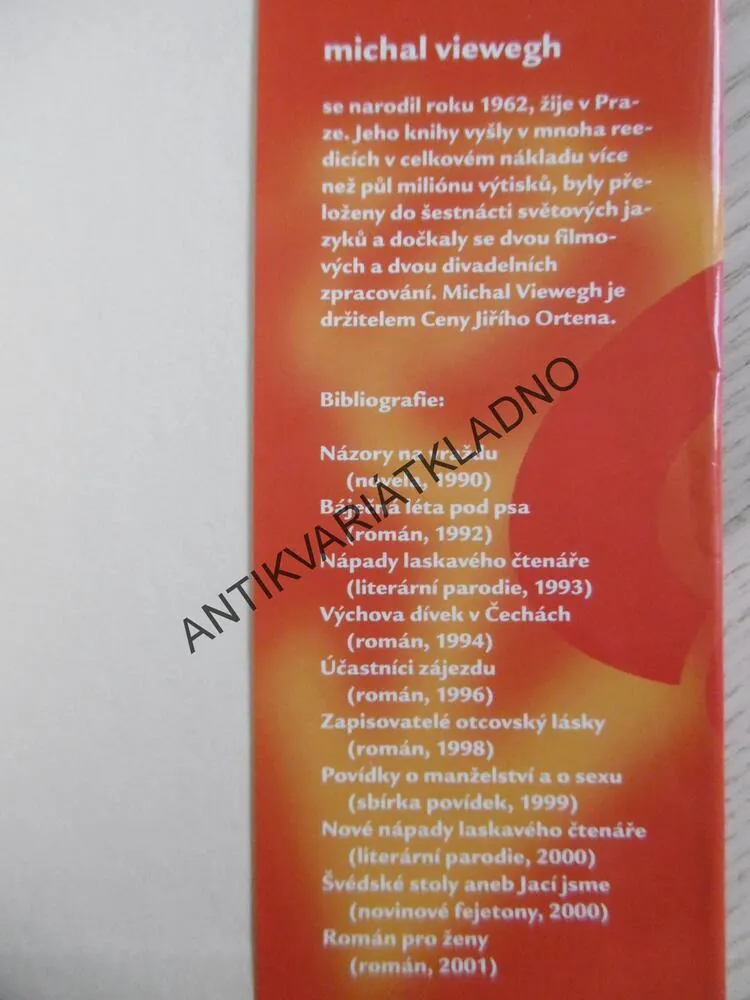 michal viewegh
se narodil roku 1962, žije v Pra-
ze. Jeho knihy vyšly v mnoha ree-
dicích v celkovém nákladu více
než půl miliónu výtisků, byly pře-
loženy do šestnácti světových ja-
zyků a dočkaly se dvou filmo-
vých a dvou divadelních
zpracování. Michal Viewegh je
držitelem Ceny Jiřího Ortena.
Bibliografie:
Názory na vraždu
(novela, 1990)
Báječná léta pod psa
(román, 1992)
Nápady laskavého čtenáře
(literární parodie, 1993)
Výchova dívek v Čechách
(román, 1994)
Účastníci zájezdu
(román, 1996)
Zapisovatelé otcovský lásky
(román, 1998)
Povídky o manželství a o sexu
(sbírka povídek, 1999)
Nové nápady laskavého čtenáře
(literární parodie, 2000)
Švédské stoly aneb Jací jsme
(novinové fejetony, 2000)
Román pro ženy
(román, 2001)
ANTIKVARIÁTKLADNO